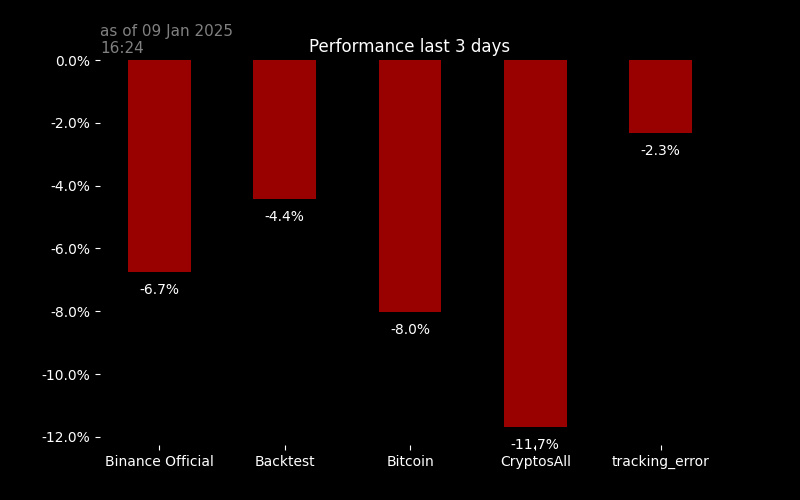 as of 09 Jan 2025
16:24
Performance last 3 days
0.0%
-2.0%
-4.0%
-6.0%
-8.0%
-10.0%
-12.0%
-6.7%
-4.4%
-8.0%
-11.7%
-2.3%
Binance Official
Backtest
Bitcoin
CryptosAll
tracking_error